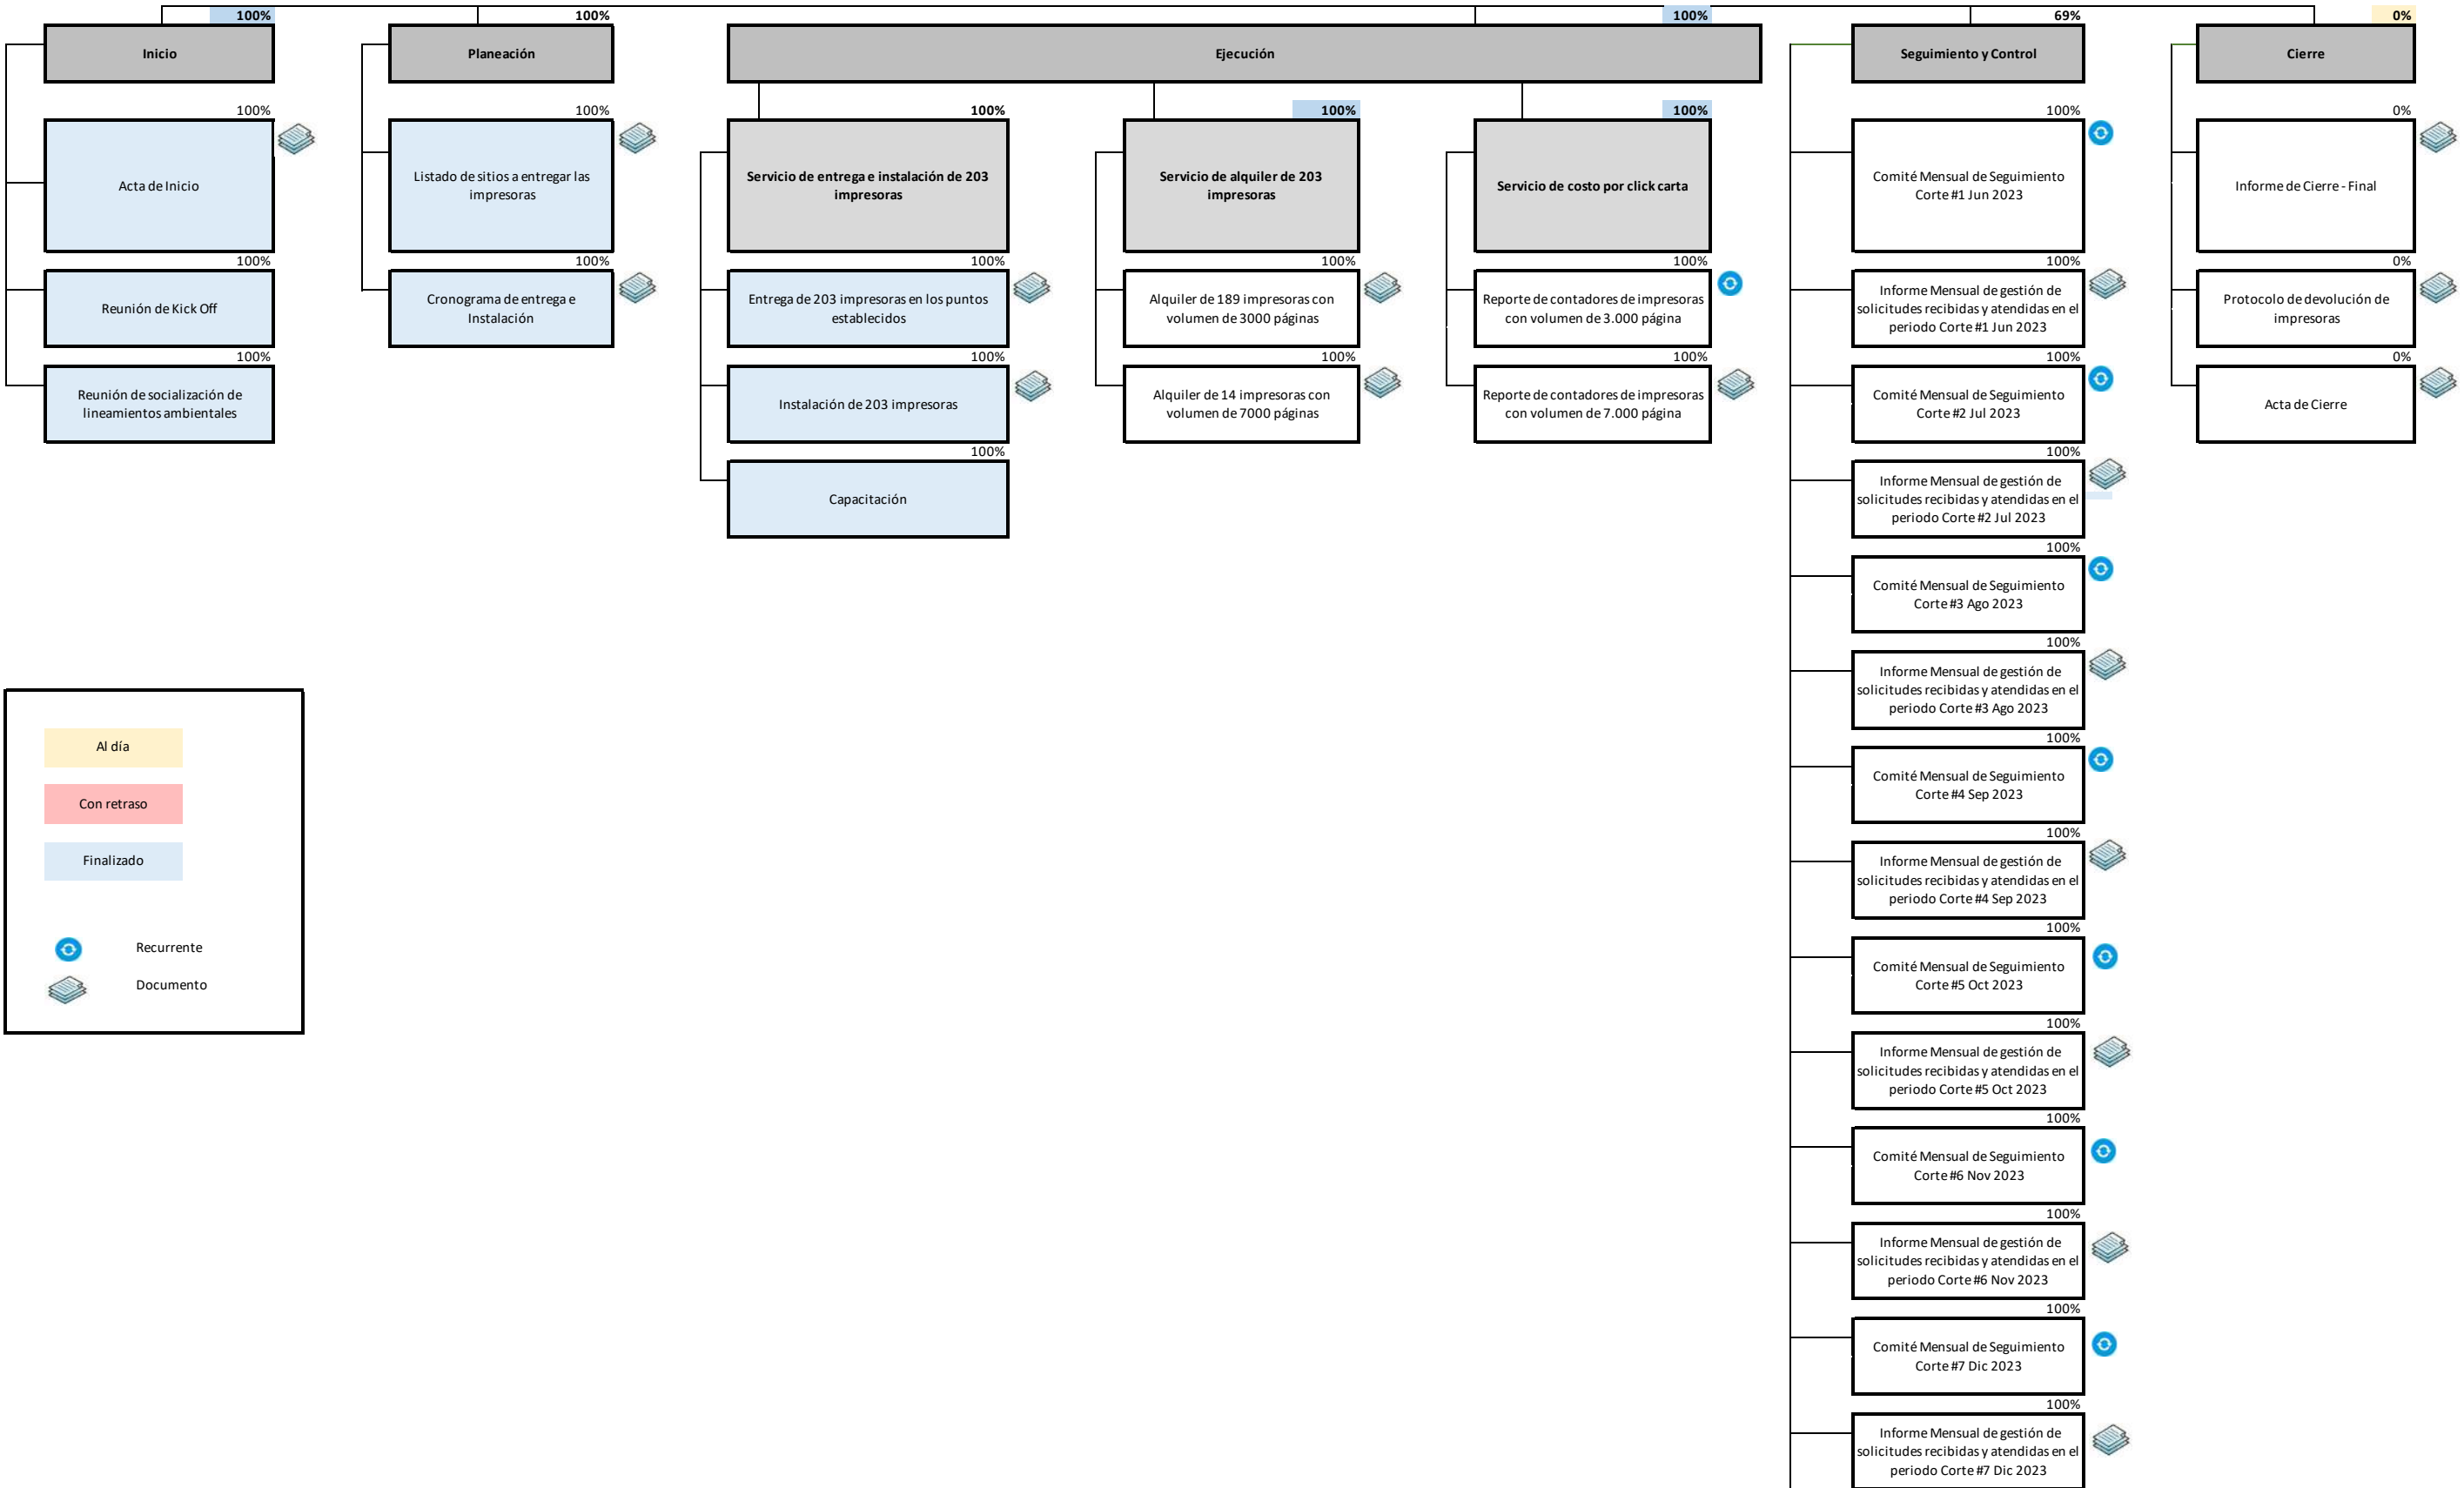 100%
Inicio
100%
Acta de Inicio
100%
Reunión de Kick Off
100%
Reunión de socialización de
lineamientos ambientales
100%
Planeación
100%
Listado de sitios a entregar las
impresoras
100%
Cronograma de entrega e
Instalación
100%
Ejecución
100%
Servicio de entrega e instalación de 203
impresoras
100%
Entrega de 203 impresoras en los puntos
establecidos
100%
Instalación de 203 impresoras
100%
Capacitación
100%
Servicio de alquiler de 203
impresoras
100%
Alquiler de 189 impresoras con
volumen de 3000 páginas
100%
Alquiler de 14 impresoras con
volumen de 7000 páginas
100%
Servicio de costo por click carta
100%
Reporte de contadores de impresoras
con volumen de 3.000 página
100%
Reporte de contadores de impresoras
con volumen de 7.000 página
69%
Seguimiento y Control
100%
Comité Mensual de Seguimiento
Corte #1 Jun 2023
100%
Informe Mensual de gestión de
solicitudes recibidas y atendidas en el
periodo Corte #1 Jun 2023
100%
Comité Mensual de Seguimiento
Corte #2 Jul 2023
100%
Informe Mensual de gestión de
solicitudes recibidas y atendidas en el
periodo Corte #2 Jul 2023
100%
Comité Mensual de Seguimiento
Corte #3 Ago 2023
100%
Informe Mensual de gestión de
solicitudes recibidas y atendidas en el
periodo Corte #3 Ago 2023
100%
Comité Mensual de Seguimiento
Corte #4 Sep 2023
100%
Informe Mensual de gestión de
solicitudes recibidas y atendidas en el
periodo Corte #4 Sep 2023
100%
Comité Mensual de Seguimiento
Corte #5 Oct 2023
100%
Informe Mensual de gestión de
solicitudes recibidas y atendidas en el
periodo Corte #5 Oct 2023
100%
Comité Mensual de Seguimiento
Corte #6 Nov 2023
100%
Informe Mensual de gestión de
solicitudes recibidas y atendidas en el
periodo Corte #6 Nov 2023
100%
Comité Mensual de Seguimiento
Corte #7 Dic 2023
100%
Informe Mensual de gestión de
solicitudes recibidas y atendidas en el
periodo Corte #7 Dic 2023
0%
Cierre
0%
Informe de Cierre - Final
0%
Protocolo de devolución de
impresoras
0%
Acta de Cierre
Al día
Con retraso
Finalizado
Recurrente
Documento